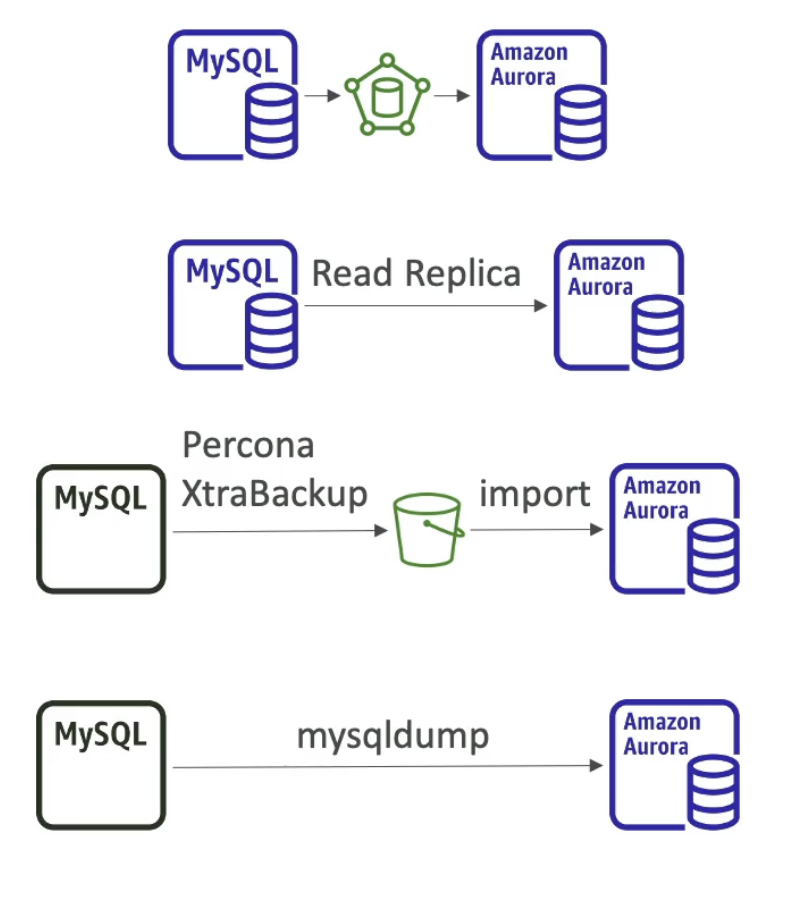 MySQL
Amazon
Aurora
MySQL
Read Replica
Amazon
Aurora
Percona
XtraBackup
MySQL
import
Amazon
Aurora
MySQL
mysqldump
Amazon
Aurora